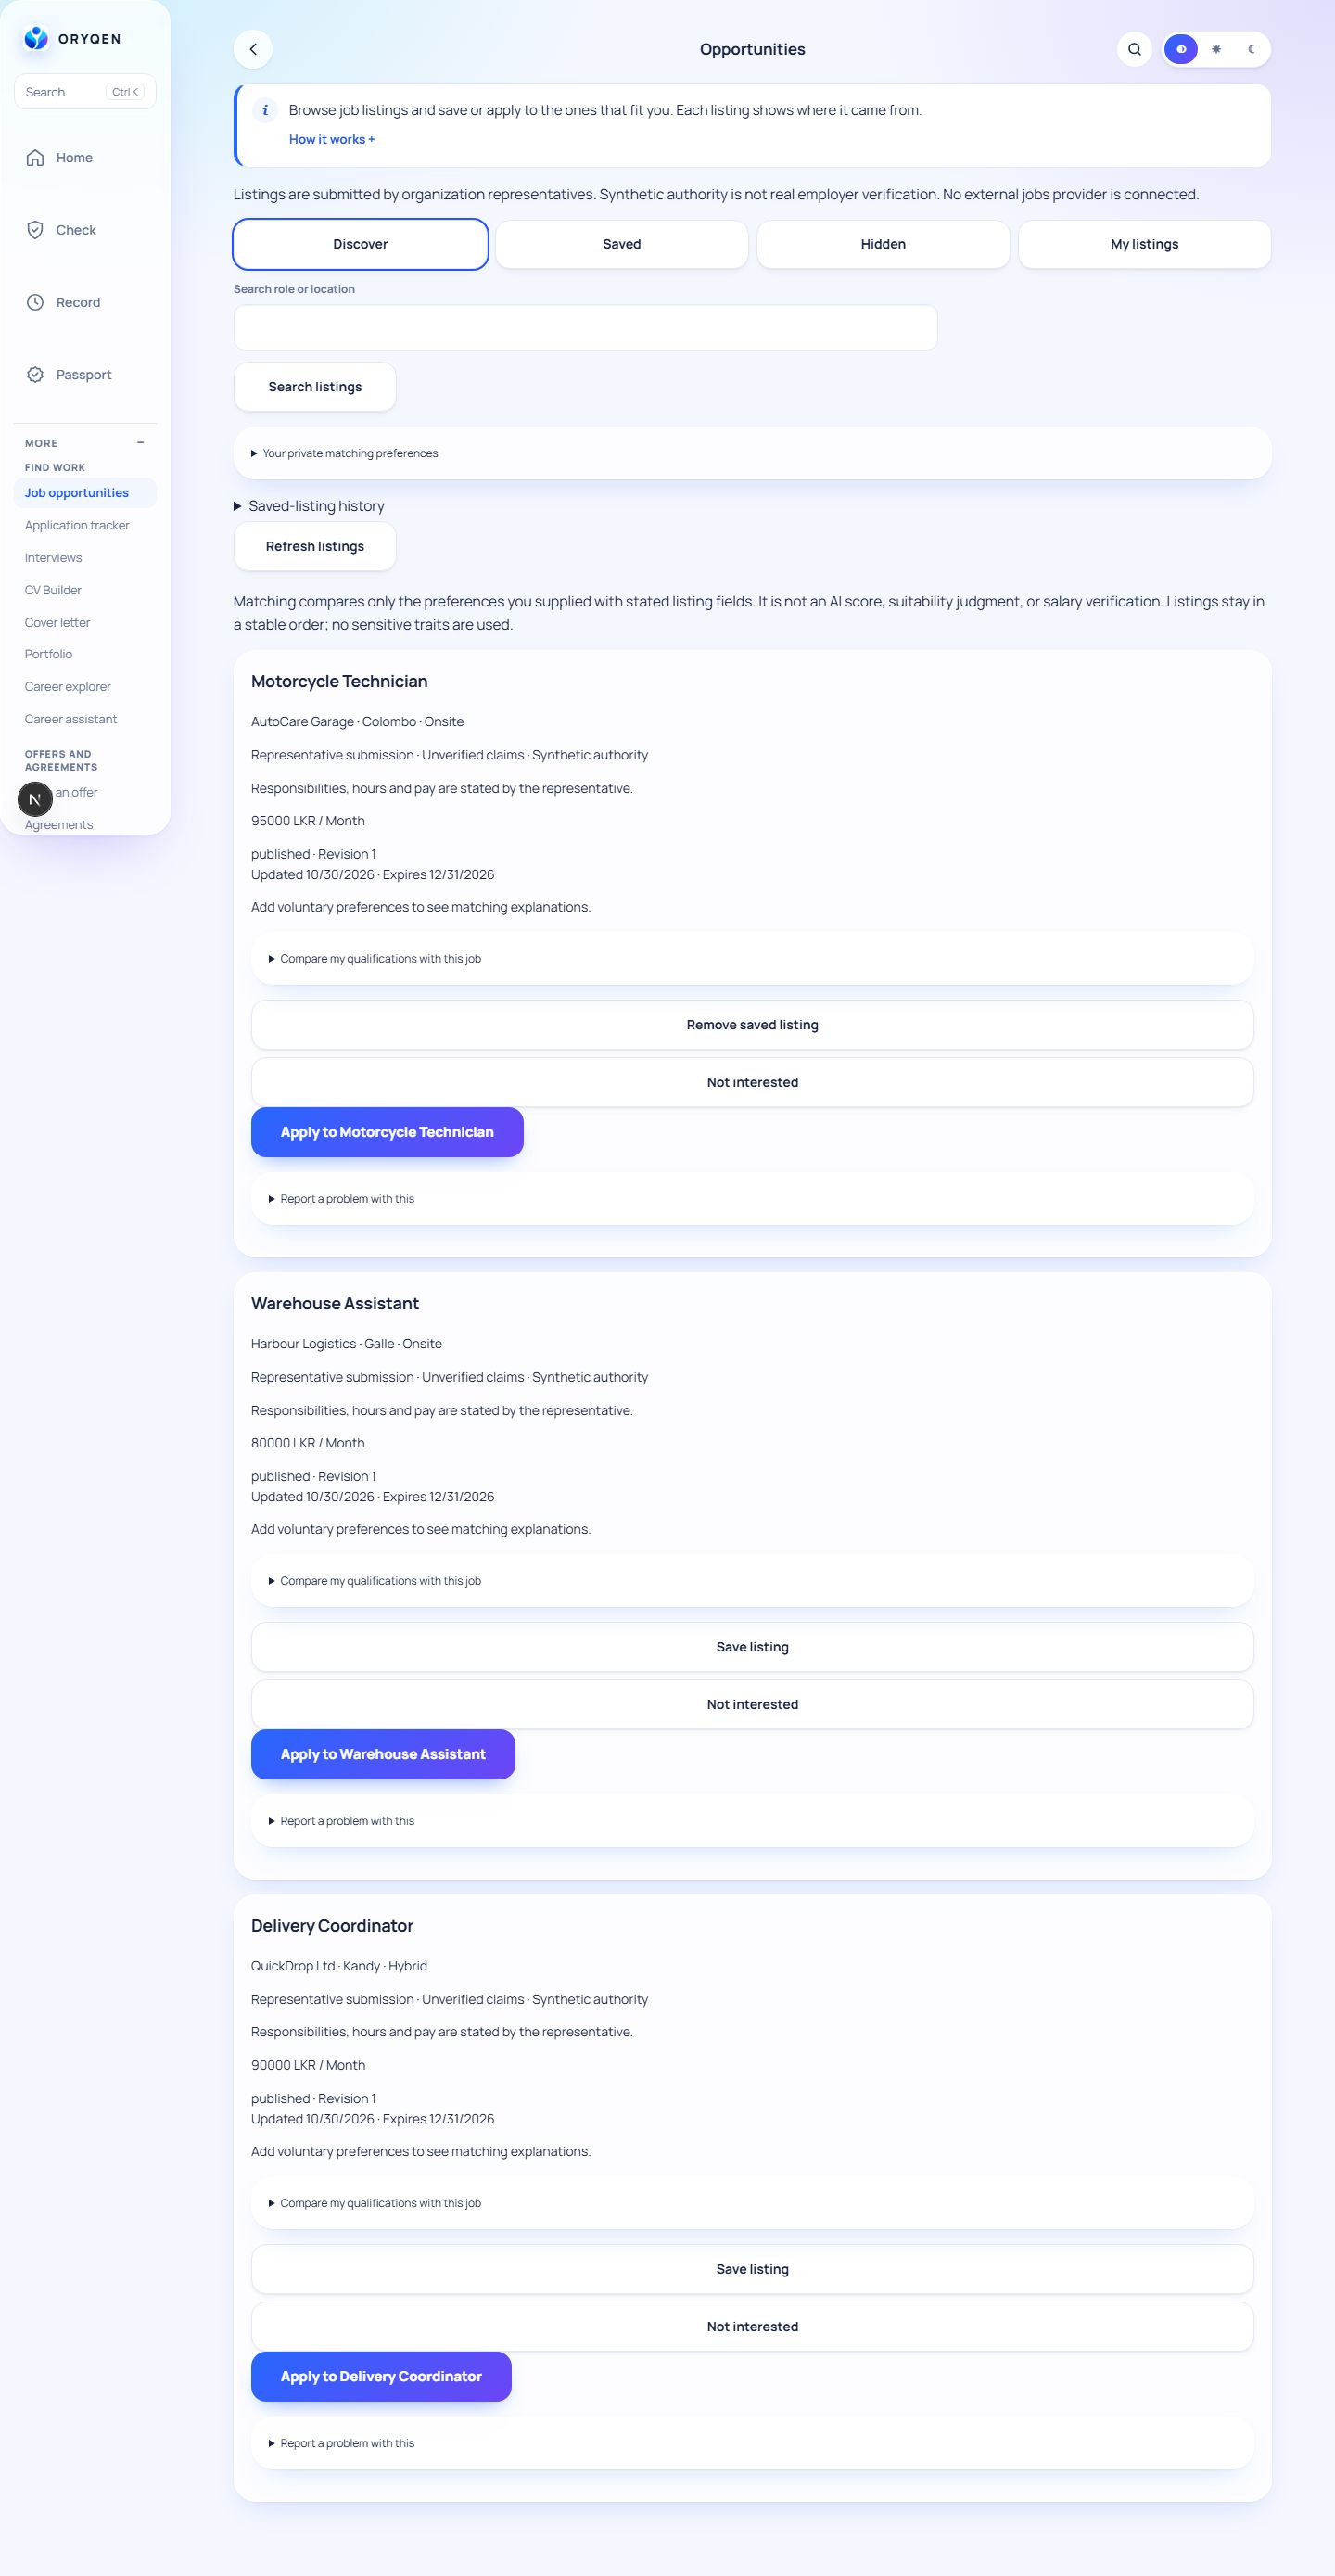 ORYQEN
Search
Ctrl K
Home
Check
Record
Passport
MORE
FIND WORK
Job opportunities
Application tracker
Interviews
CV Builder
Cover letter
Portfolio
Career explorer
Career assistant
OFFERS AND
AGREEMENTS
N an offer
Agreements
Opportunities
i Browse job listings and save or apply to the ones that fit you. Each listing shows where it came from.
How it works +
Listings are submitted by organization representatives. Synthetic authority is not real employer verification. No external jobs provider is connected.
Discover
Saved
Hidden
My listings
Search role or location
Search listings
Your private matching preferences
Saved-listing history
Refresh listings
Matching compares only the preferences you supplied with stated listing fields. It is not an AI score, suitability judgment, or salary verification. Listings stay in
a stable order; no sensitive traits are used.
Motorcycle Technician
AutoCare Garage · Colombo · Onsite
Representative submission · Unverified claims · Synthetic authority
Responsibilities, hours and pay are stated by the representative.
95000 LKR / Month
published · Revision 1
Updated 10/30/2026 · Expires 12/31/2026
Add voluntary preferences to see matching explanations.
Compare my qualifications with this job
Remove saved listing
Not interested
Apply to Motorcycle Technician
Report a problem with this
Warehouse Assistant
Harbour Logistics · Galle · Onsite
Representative submission · Unverified claims · Synthetic authority
Responsibilities, hours and pay are stated by the representative.
80000 LKR / Month
published · Revision 1
Updated 10/30/2026 · Expires 12/31/2026
Add voluntary preferences to see matching explanations.
Compare my qualifications with this job
Save listing
Not interested
Apply to Warehouse Assistant
Report a problem with this
Delivery Coordinator
QuickDrop Ltd · Kandy · Hybrid
Representative submission · Unverified claims · Synthetic authority
Responsibilities, hours and pay are stated by the representative.
90000 LKR / Month
published · Revision 1
Updated 10/30/2026 · Expires 12/31/2026
Add voluntary preferences to see matching explanations.
Compare my qualifications with this job
Save listing
Not interested
Apply to Delivery Coordinator
Report a problem with this